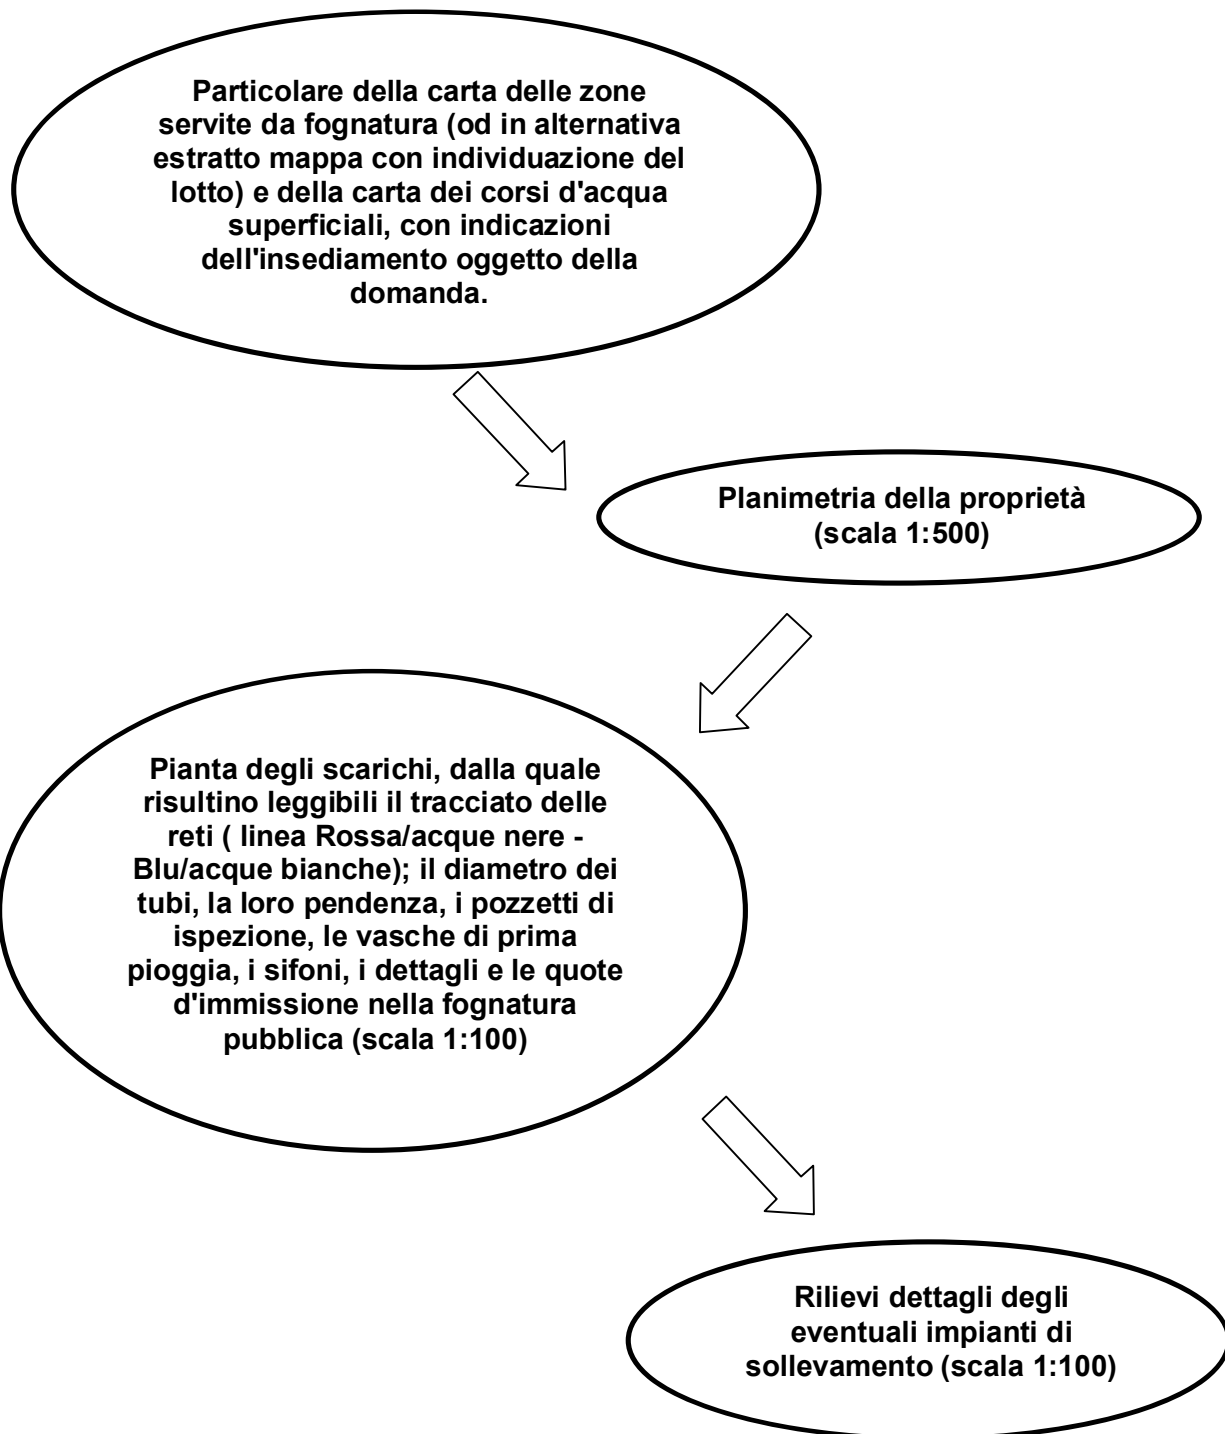 Particolare della carta delle zone
servite da fognatura (od in alternativa
estratto mappa con individuazione del
lotto) e della carta dei corsi d'acqua
superficiali, con indicazioni
dell'insediamento oggetto della
domanda.
Planimetria della proprietà
(scala 1:500)
Pianta degli scarichi, dalla quale
risultino leggibili il tracciato delle
reti ( linea Rossa/acque nere -
Blu/acque bianche); il diametro dei
tubi, la loro pendenza, i pozzetti di
ispezione, le vasche di prima
pioggia, i sifoni, i dettagli e le quote
d'immissione nella fognatura
pubblica (scala 1:100)
Rilievi dettagli degli
eventuali impianti di
sollevamento (scala 1:100)